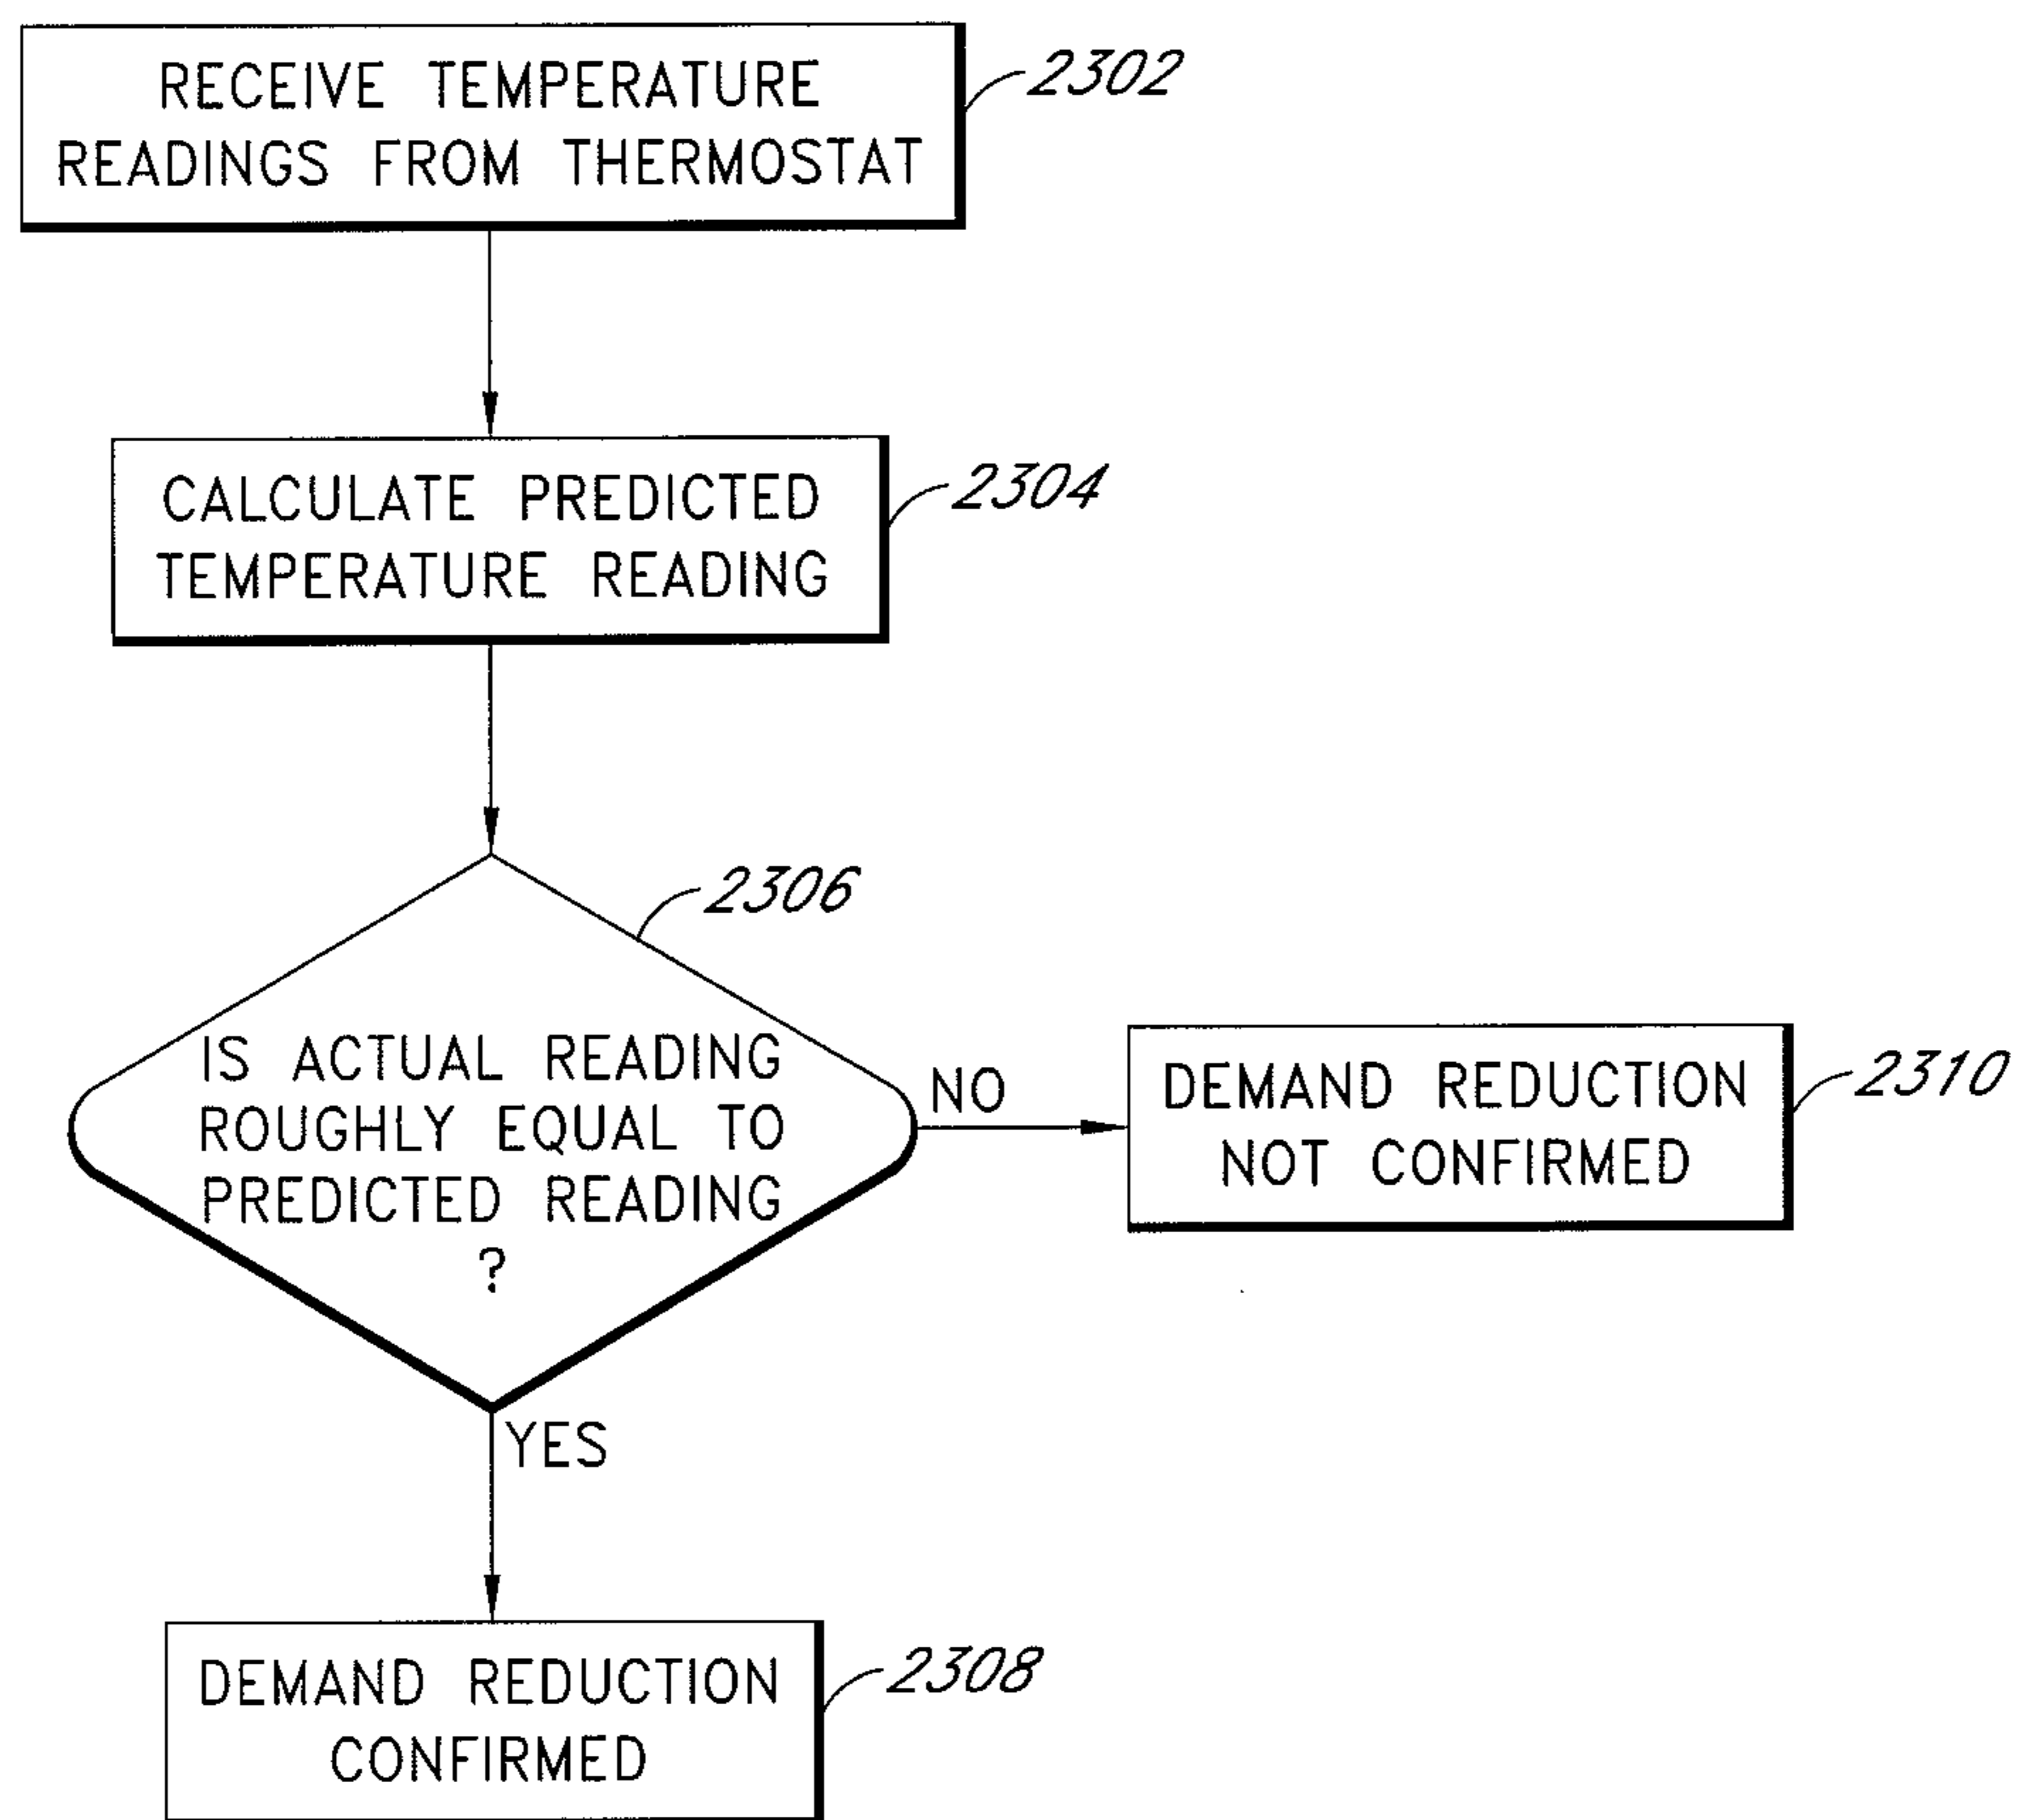 RECEIVE TEMPERATURE
READINGS FROM THERMOSTAT
2302
CALCULATE PREDICTED
TEMPERATURE READING
2304
2306
IS ACTUAL READING
ROUGHLY EQUAL TO
PREDICTED READING
?
NO
DEMAND REDUCTION
NOT CONFIRMED
2310
YES
DEMAND REDUCTION
CONFIRMED
2308